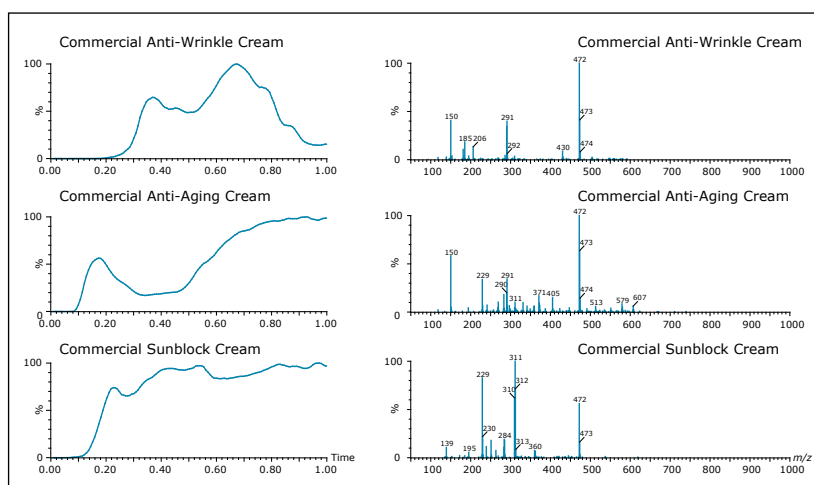 Commercial Anti-Wrinkle Cream
100
%
0
0.00 0.20 0.40 0.60 0.80 1.00
Commercial Anti-Wrinkle Cream
100
%
0
150 185 206 291 292 430 472 473 474
100 200 300 400 500 600 700 800 900 1000
Commercial Anti-Aging Cream
100
%
0
0.00 0.20 0.40 0.60 0.80 1.00
Commercial Anti-Aging Cream
100
%
0
150 229 290 291 311 371 405 472 473 474 513 579 607
100 200 300 400 500 600 700 800 900 1000
Commercial Sunblock Cream
100
%
0
0.00 0.20 0.40 0.60 0.80 1.00
Time
Commercial Sunblock Cream
100
%
0
139 195 229 230 284 310 311 312 313 360 472 473
100 200 300 400 500 600 700 800 900 1000
m/z